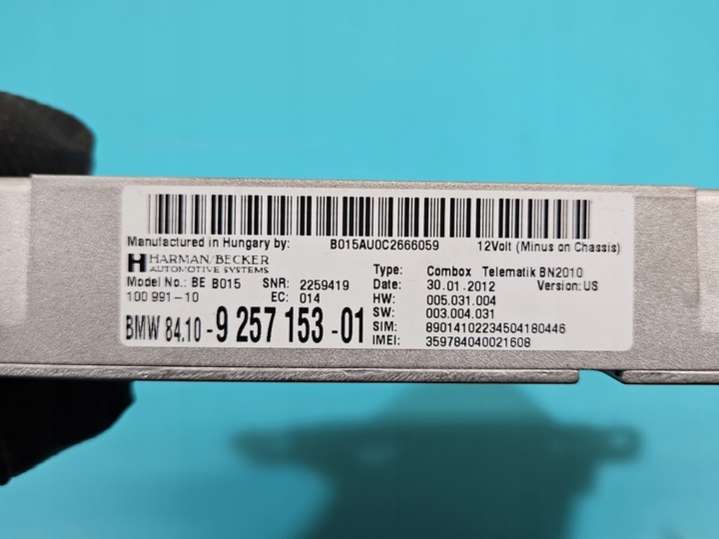 Manufactured in Hungary by: B015AU0C2666059 12Volt (Minus on Chassis)
HARMAN/BECKER
AUTOMOTIVE SYSTEMS
Type: Combox Telematik BN2010
Model No.: BE B015 SNR: 2259419 Date: 30.01.2012 Version: US
100 991-10 EC: 014 HW: 005.031.004
SW: 003.004.031
BMW 84.10 -9 257 153 -01 SIM: 89014102234504180446
IMEI: 359784040021608